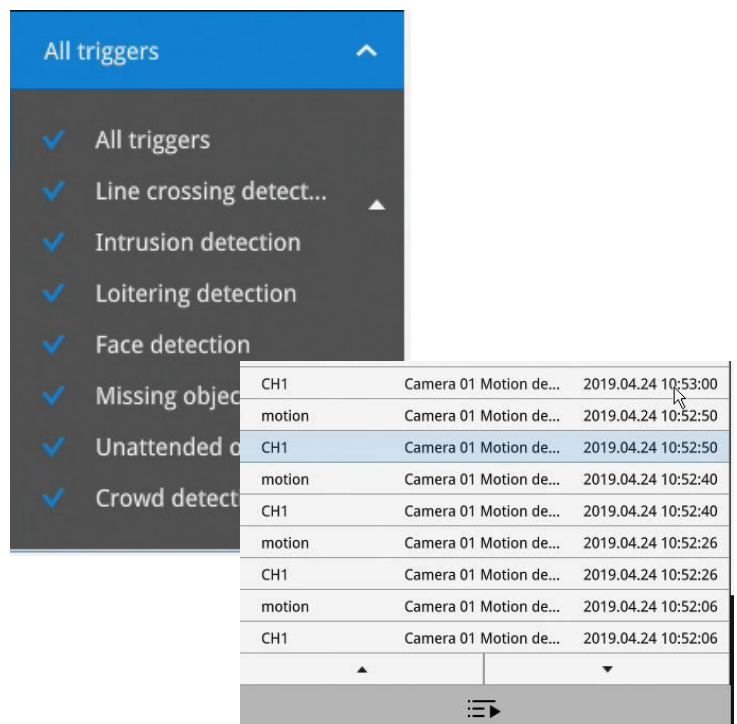 All triggers
All triggers
Line crossing detect...
Intrusion detection
Loitering detection
Face detection
Missing objec
Unattended o
Crowd detect
CH1 Camera 01 Motion de... 2019.04.24 10:53:00
motion Camera 01 Motion de... 2019.04.24 10:52:50
CH1 Camera 01 Motion de... 2019.04.24 10:52:50
motion Camera 01 Motion de... 2019.04.24 10:52:40
CH1 Camera 01 Motion de... 2019.04.24 10:52:40
motion Camera 01 Motion de... 2019.04.24 10:52:26
CH1 Camera 01 Motion de... 2019.04.24 10:52:26
motion Camera 01 Motion de... 2019.04.24 10:52:06
CH1 Camera 01 Motion de... 2019.04.24 10:52:06